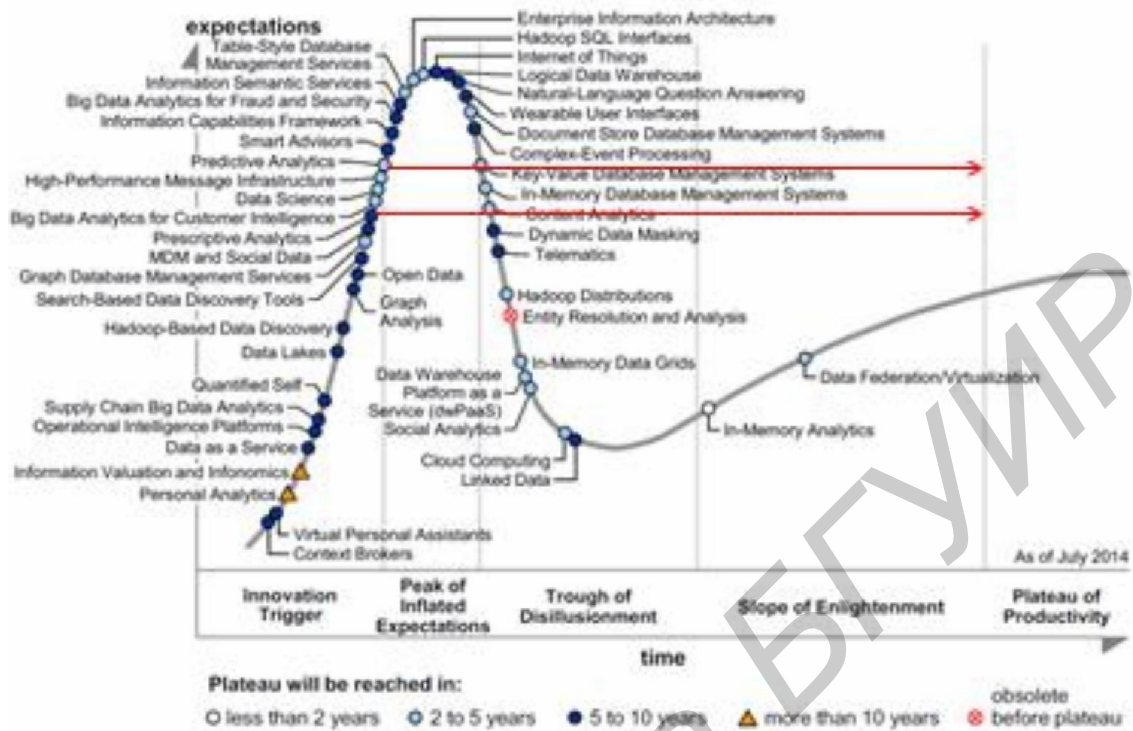 expectations
Table-Style Database
Management Services
Information Semantic Services
Big Data Analytics for Fraud and Security
Information Capabilities Framework
Smart Advisors
Predictive Analytics
High-Performance Message Infrastructure
Data Science
Big Data Analytics for Customer Intelligence
Prescriptive Analytics
MDM and Social Data
Graph Database Management Services
Search-Based Data Discovery Tools
Hadoop-Based Data Discovery
Data Lakes
Quantified Self
Supply Chain Big Data Analytics
Operational Intelligence Platforms
Data as a Service
Information Valuation and Infonomics
Personal Analytics
Virtual Personal Assistants
Context Brokers
Open Data
Graph
Analysis
Enterprise Information Architecture
Hadoop SQL Interfaces
Internet of Things
Logical Data Warehouse
Natural-Language Question Answering
Wearable User Interfaces
Document Store Database Management Systems
Complex-Event Processing
Key-Value Database Management Systems
In-Memory Database Management Systems
Content Analytics
Dynamic Data Masking
Telematics
Hadoop Distributions
Entity Resolution and Analysis
In-Memory Data Grids
Data Warehouse
Platform as a
Service (dwPaaS)
Social Analytics
Cloud Computing
Linked Data
In-Memory Analytics
Data Federation/Virtualization
As of July 2014
Innovation
Trigger
Peak of
Inflated
Expectations
Trough of
Disillusionment
Slope of Enlightenment
Plateau of
Productivity
time
Plateau will be reached in:
less than 2 years
2 to 5 years
5 to 10 years
more than 10 years
obsolete
before plateau
БГУИР